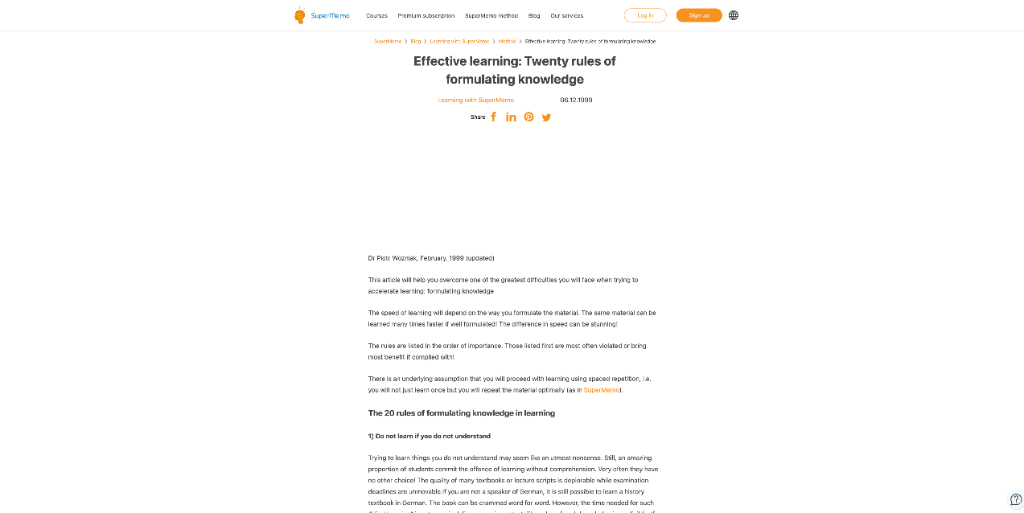 SuperMemo
Courses Premium subscription SuperMemo method Blog Our services
Log in Sign up
SuperMemo > Blog > Learning with SuperMemo > Method > Effective learning: Twenty rules of formulating knowledge
Effective learning: Twenty rules of
formulating knowledge
Learning with SuperMemo 08.12.1999
Share
Dr Piotr Wozniak, February, 1999 (updated)
This article will help you overcome one of the greatest difficulties you will face when trying to
accelerate learning: formulating knowledge
The speed of learning will depend on the way you formulate the material. The same material can be
learned many times faster if well formulated! The difference in speed can be stunning!
The rules are listed in the order of importance. Those listed first are most often violated or bring
most benefit if complied with!
There is an underlying assumption that you will proceed with learning using spaced repetition, i.e.
you will not just learn once but you will repeat the material optimally (as in SuperMemo).
The 20 rules of formulating knowledge in learning
1) Do not learn if you do not understand
Trying to learn things you do not understand may seem like an utmost nonsense. Still, an amazing
proportion of students commit the offence of learning without comprehension. Very often they have
no other choice! The quality of many textbooks or lecture scripts is deplorable while examination
deadlines are unmovable.If you are not a speaker of German, it is still possible to learn a history
textbook in German. The book can be crammed word for word. However, the time needed for such